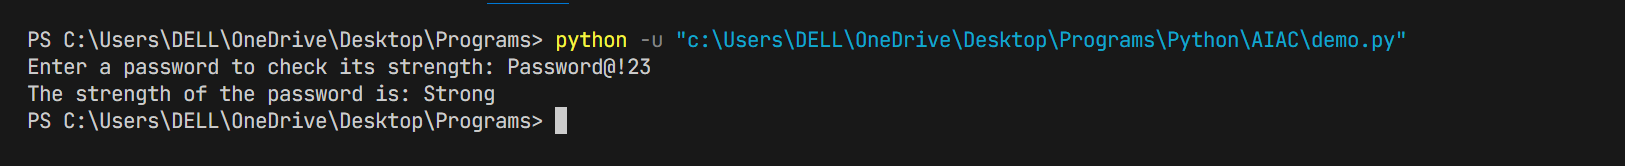 PS C:\Users\DELL\OneDrive\Desktop\Programs> python -u "c:\Users\DELL\OneDrive\Desktop\Programs\Python\AIAC\demo.py"
Enter a password to check its strength: Password@!23
The strength of the password is: Strong
PS C:\Users\DELL\OneDrive\Desktop\Programs>